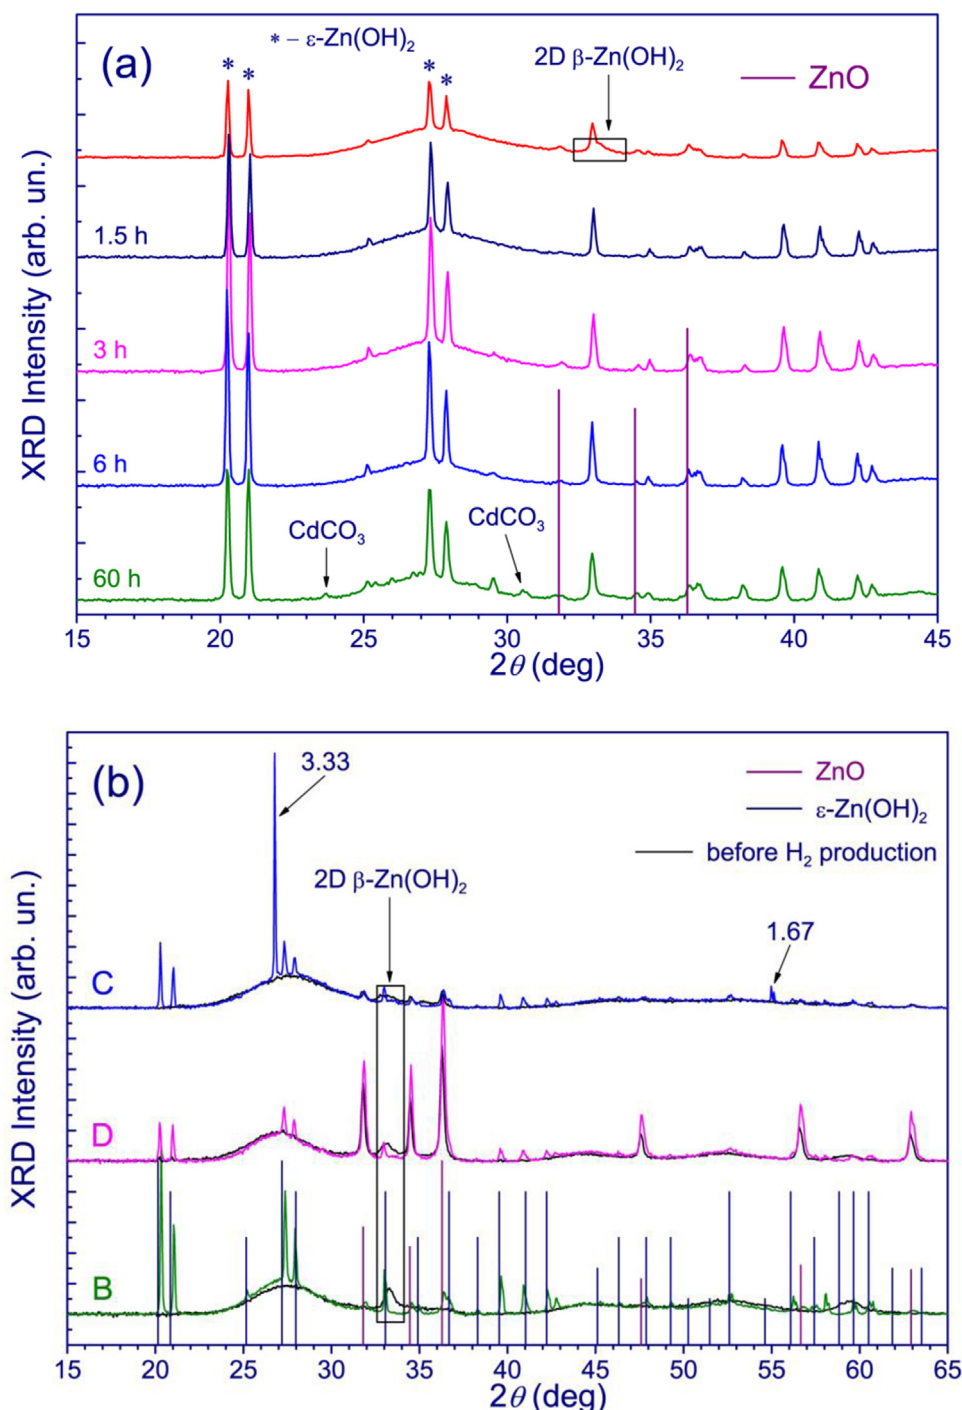 (a)
* – ε-Zn(OH)₂
2D β-Zn(OH)₂
ZnO
* * * *
1.5 h
3 h
6 h
60 h
CdCO₃
CdCO₃
XRD Intensity (arb. un.)
15 20 25 30 35 40 45
2θ (deg)
(b)
3.33
ZnO
ε-Zn(OH)₂
before H₂ production
2D β-Zn(OH)₂
1.67
C
D
B
XRD Intensity (arb. un.)
15 20 25 30 35 40 45 50 55 60 65
2θ (deg)